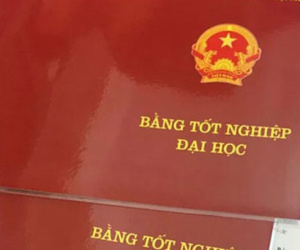 BẰNG TỐT NGHIỆP
ĐẠI HỌC
BẰNG TỐT